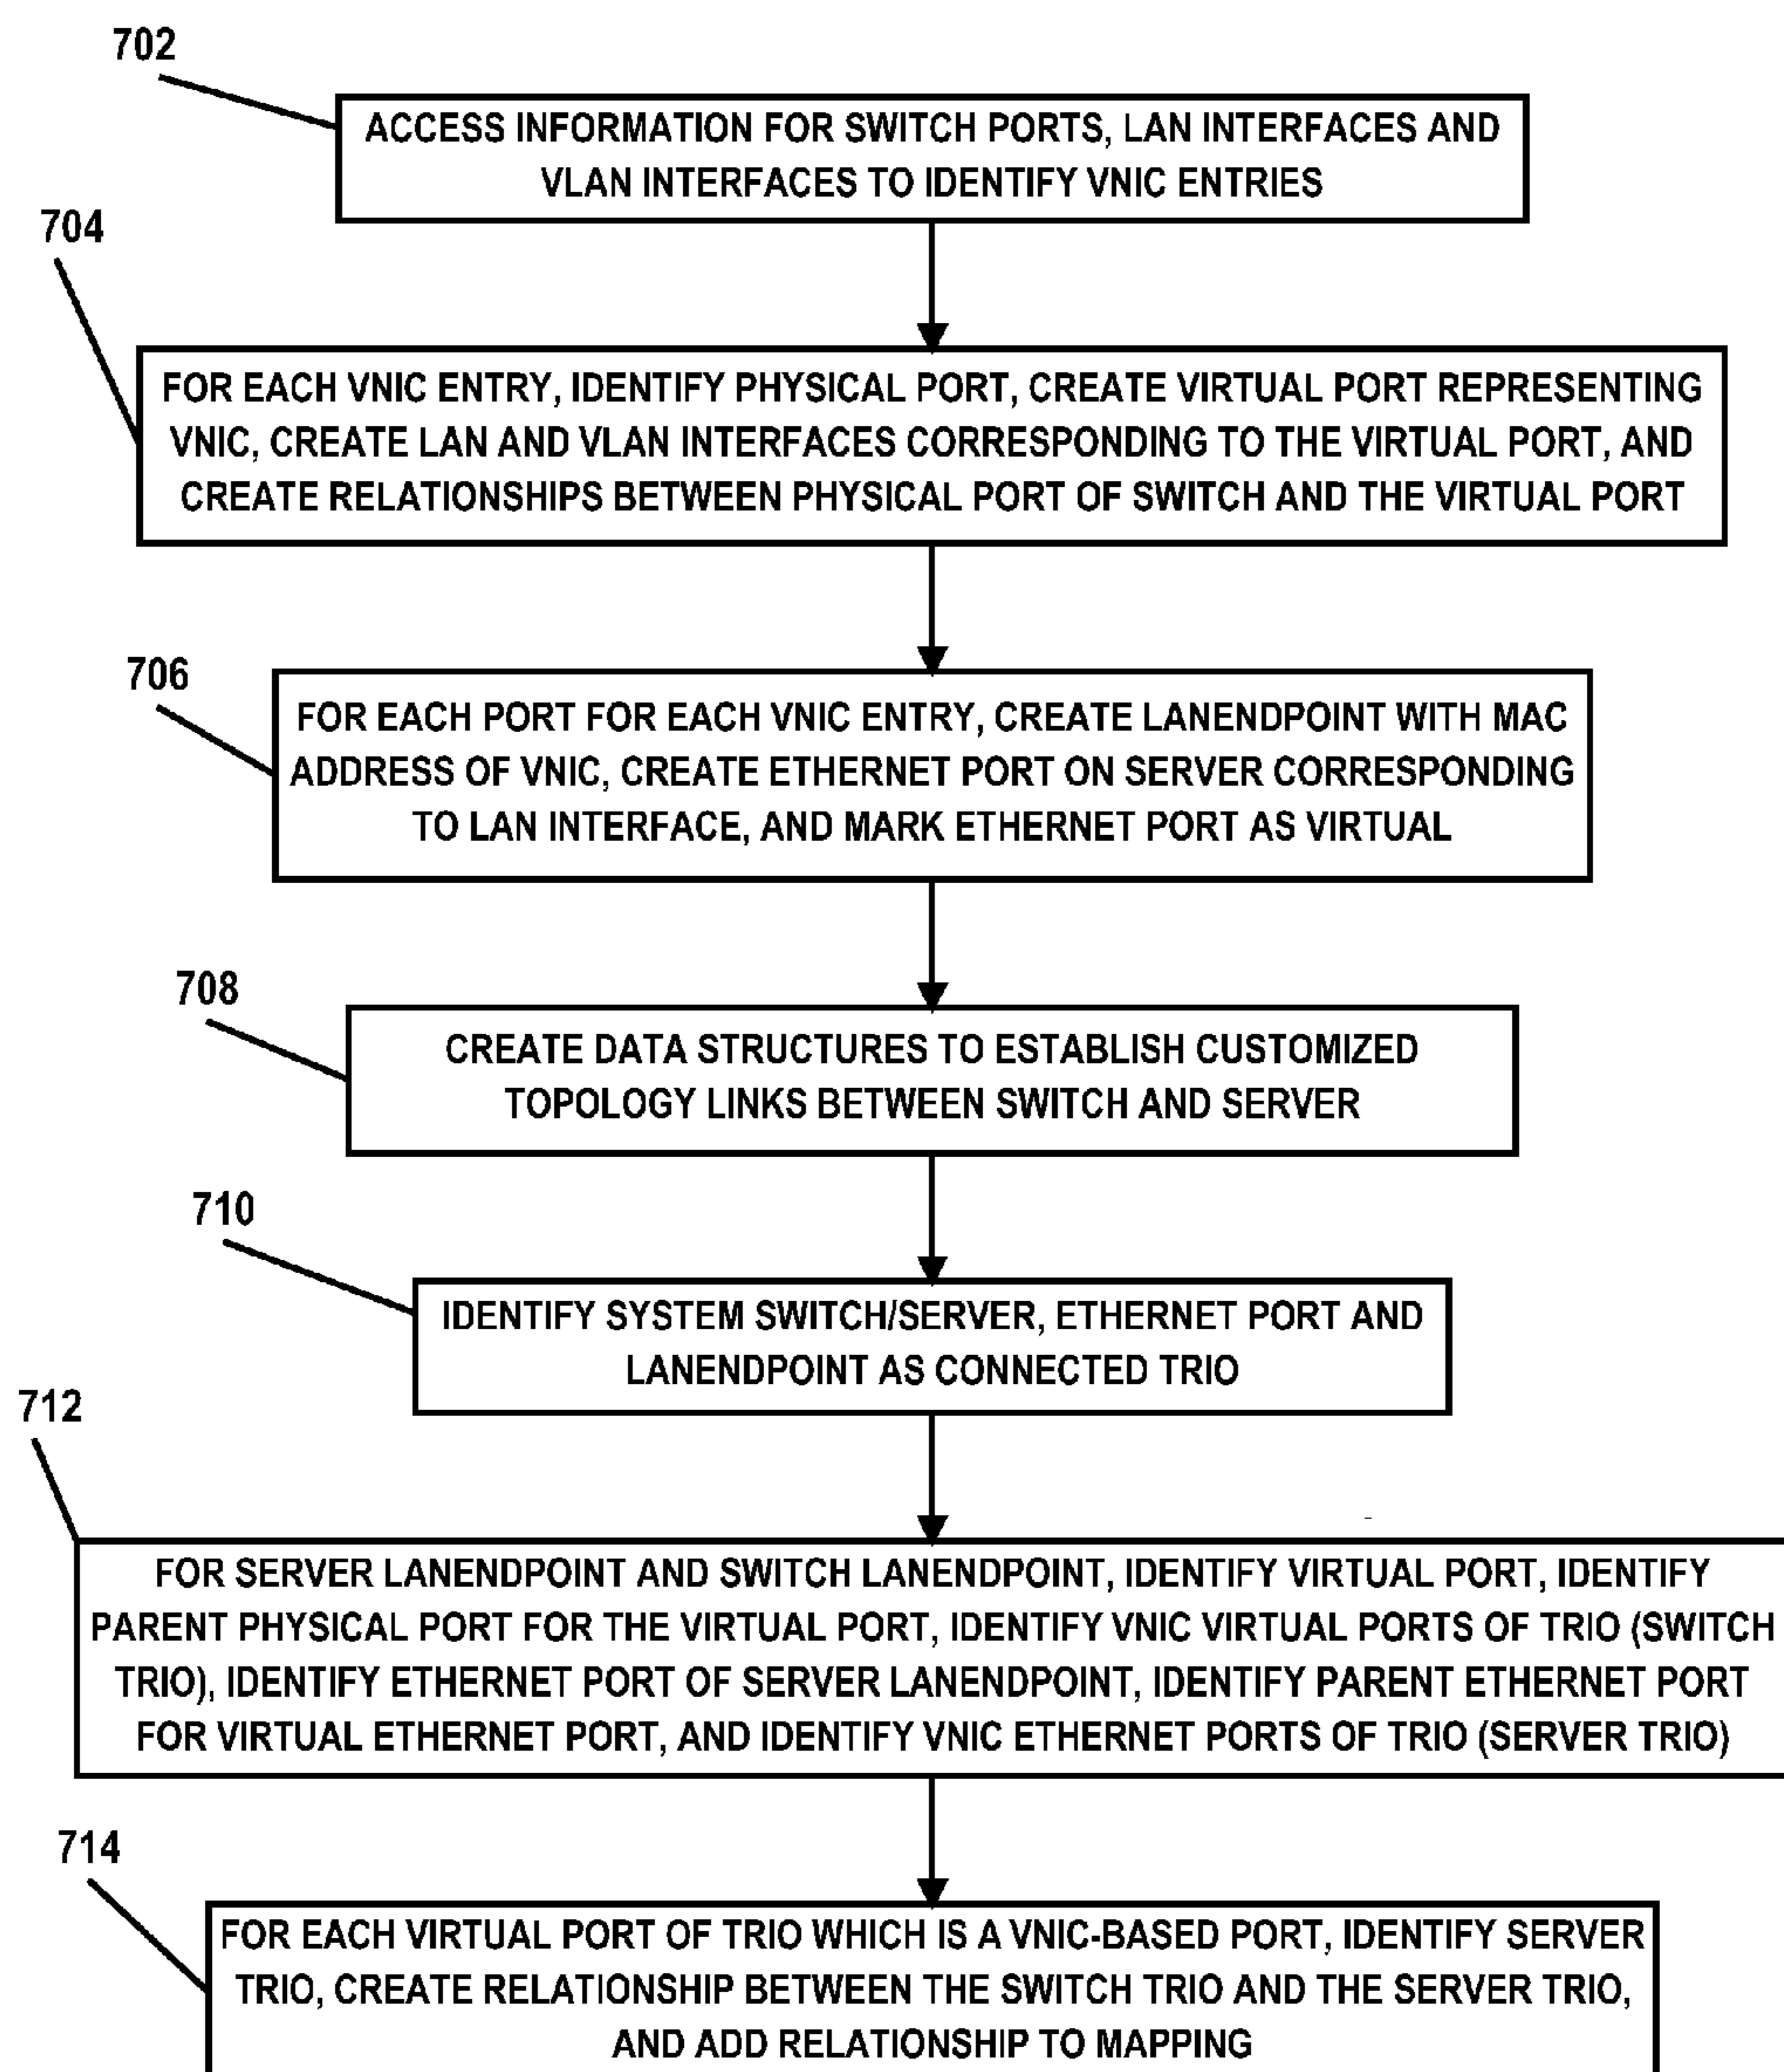 702
ACCESS INFORMATION FOR SWITCH PORTS, LAN INTERFACES AND
VLAN INTERFACES TO IDENTIFY VNIC ENTRIES
704
FOR EACH VNIC ENTRY, IDENTIFY PHYSICAL PORT, CREATE VIRTUAL PORT REPRESENTING
VNIC, CREATE LAN AND VLAN INTERFACES CORRESPONDING TO THE VIRTUAL PORT, AND
CREATE RELATIONSHIPS BETWEEN PHYSICAL PORT OF SWITCH AND THE VIRTUAL PORT
706
FOR EACH PORT FOR EACH VNIC ENTRY, CREATE LANENDPOINT WITH MAC
ADDRESS OF VNIC, CREATE ETHERNET PORT ON SERVER CORRESPONDING
TO LAN INTERFACE, AND MARK ETHERNET PORT AS VIRTUAL
708
CREATE DATA STRUCTURES TO ESTABLISH CUSTOMIZED
TOPOLOGY LINKS BETWEEN SWITCH AND SERVER
710
IDENTIFY SYSTEM SWITCH/SERVER, ETHERNET PORT AND
LANENDPOINT AS CONNECTED TRIO
712
FOR SERVER LANENDPOINT AND SWITCH LANENDPOINT, IDENTIFY VIRTUAL PORT, IDENTIFY
PARENT PHYSICAL PORT FOR THE VIRTUAL PORT, IDENTIFY VNIC VIRTUAL PORTS OF TRIO (SWITCH
TRIO), IDENTIFY ETHERNET PORT OF SERVER LANENDPOINT, IDENTIFY PARENT ETHERNET PORT
FOR VIRTUAL ETHERNET PORT, AND IDENTIFY VNIC ETHERNET PORTS OF TRIO (SERVER TRIO)
714
FOR EACH VIRTUAL PORT OF TRIO WHICH IS A VNIC-BASED PORT, IDENTIFY SERVER
TRIO, CREATE RELATIONSHIP BETWEEN THE SWITCH TRIO AND THE SERVER TRIO,
AND ADD RELATIONSHIP TO MAPPING